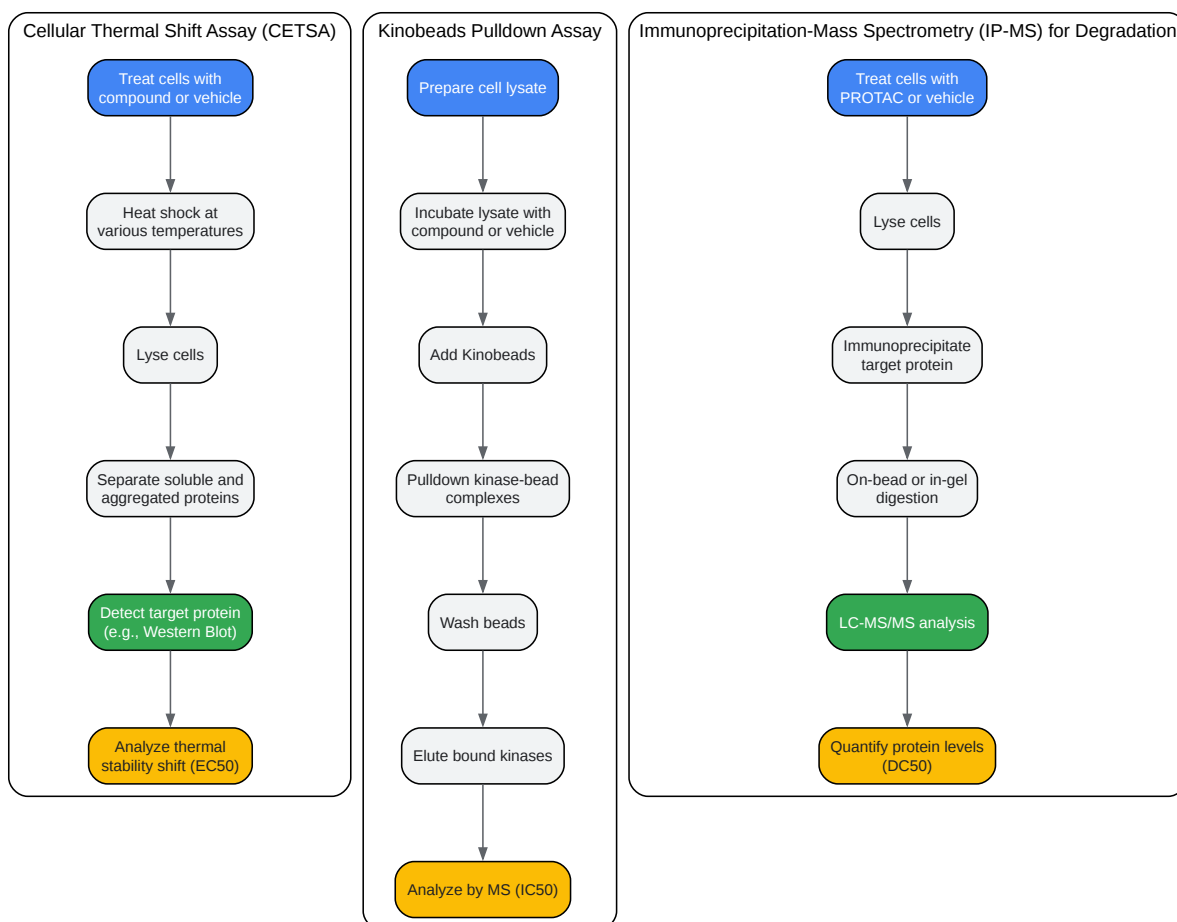 Cellular Thermal Shift Assay (CETSA)
Treat cells with
compound or vehicle
Heat shock at
various temperatures
Lyse cells
Separate soluble and
aggregated proteins
Detect target protein
(e.g., Western Blot)
Analyze thermal
stability shift (EC50)
Kinobeads Pulldown Assay
Prepare cell lysate
Incubate lysate with
compound or vehicle
Add Kinobeads
Pulldown kinase-bead
complexes
Wash beads
Elute bound kinases
Analyze by MS (IC50)
Immunoprecipitation-Mass Spectrometry (IP-MS) for Degradation
Treat cells with
PROTAC or vehicle
Lyse cells
Immunoprecipitate
target protein
On-bead or in-gel
digestion
LC-MS/MS analysis
Quantify protein levels
(DC50)